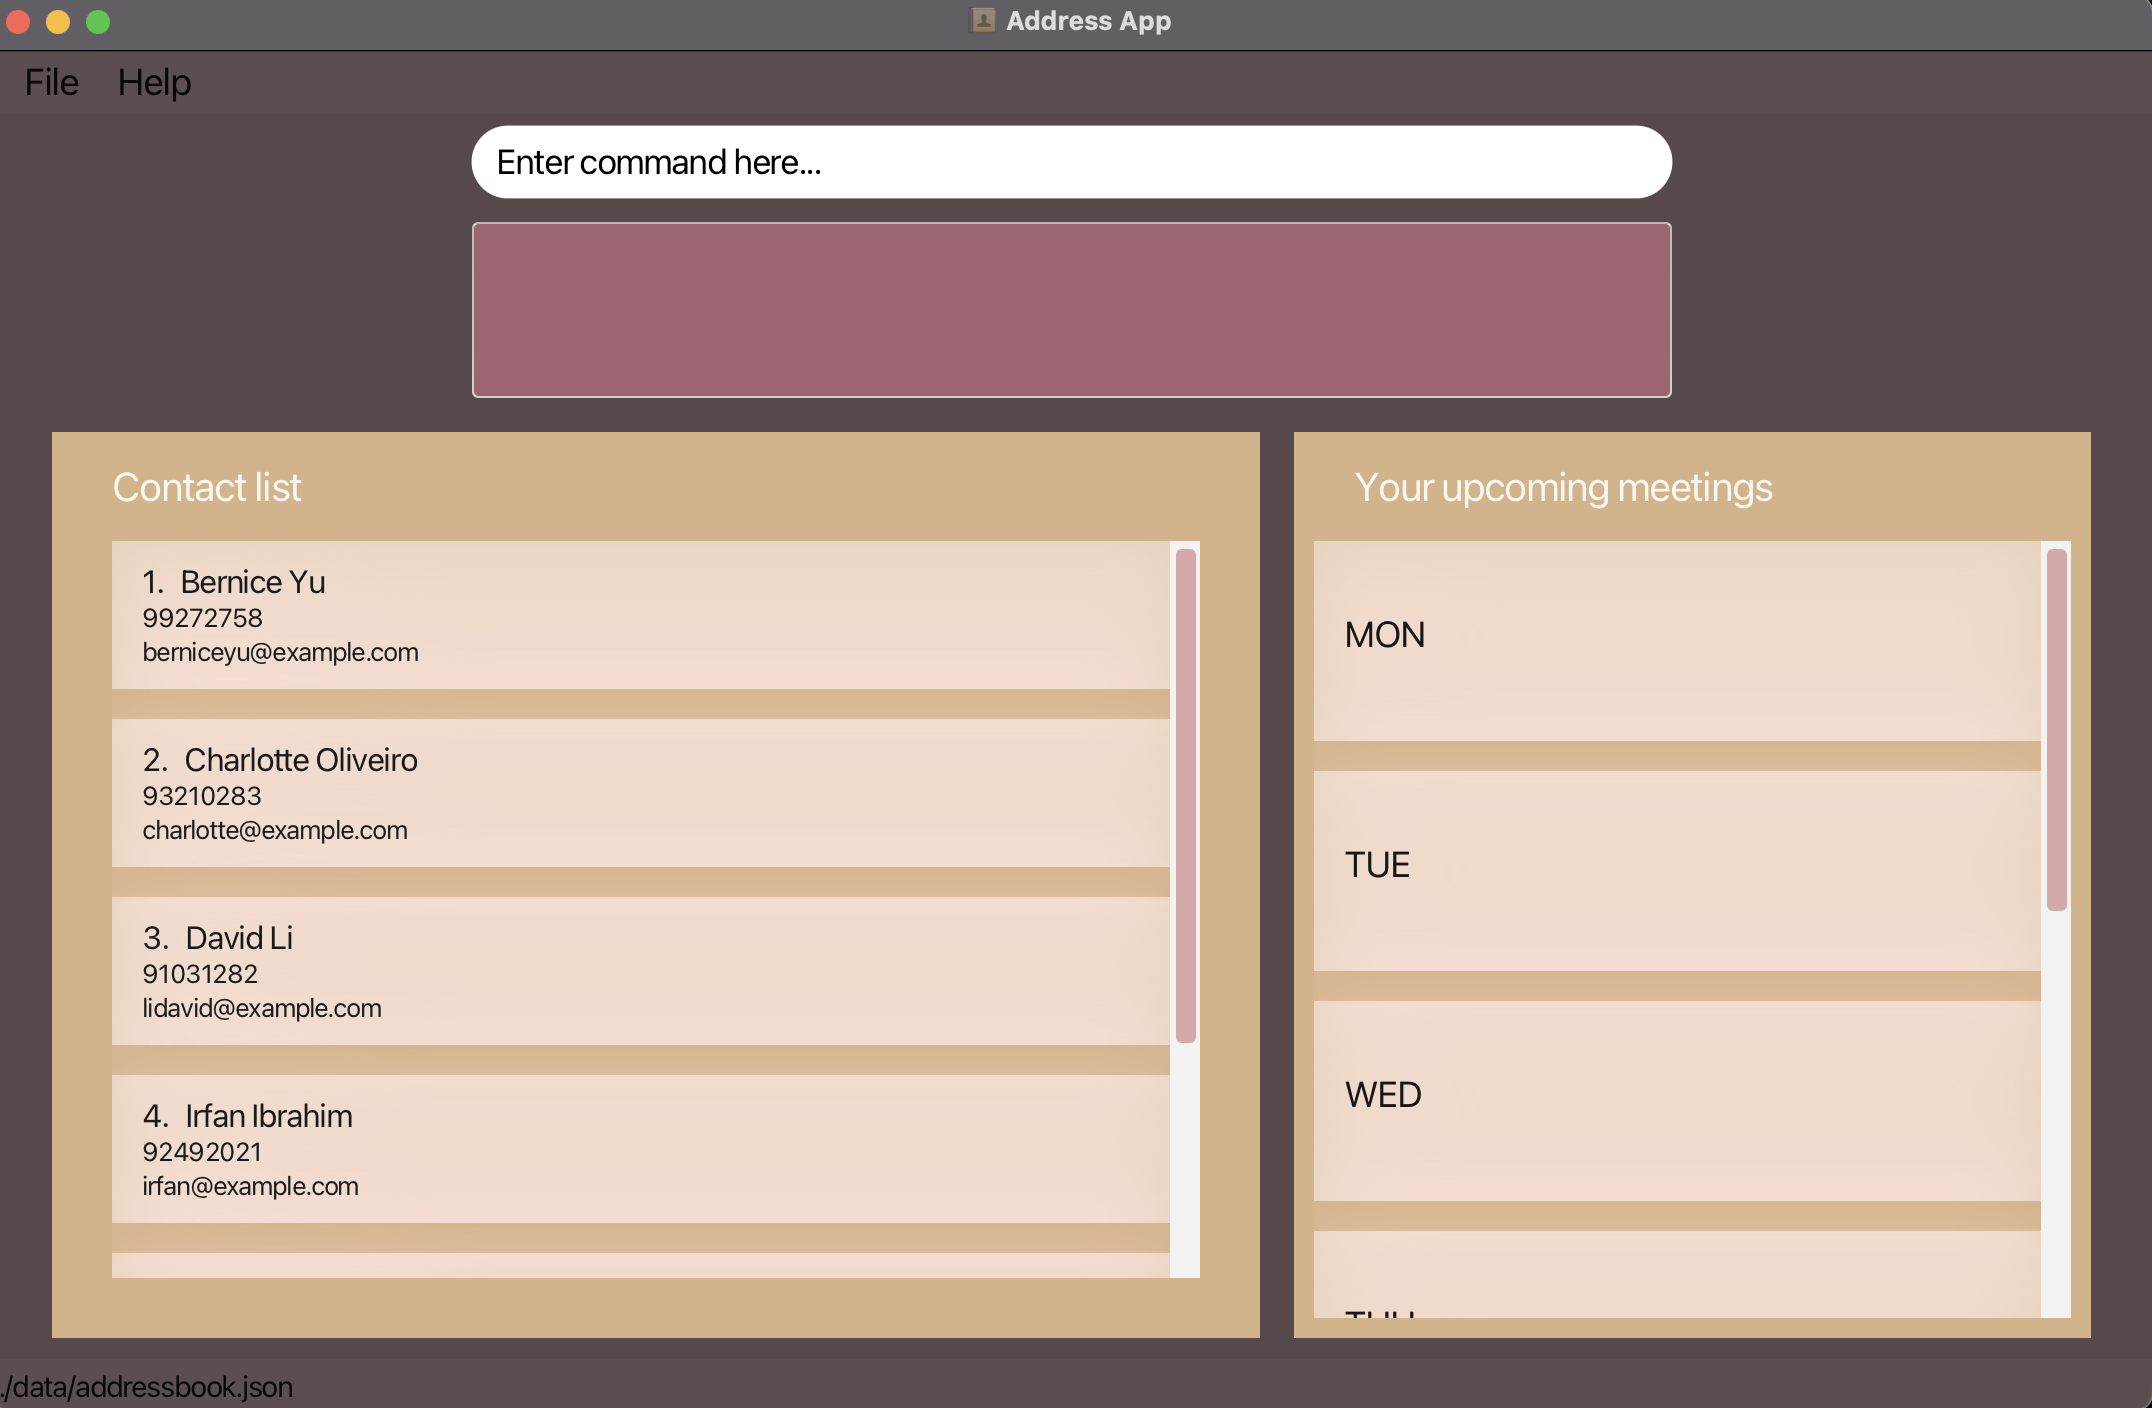 Address App
File Help
Enter command here...
Contact list
1. Bernice Yu
99272758
berniceyu@example.com
2. Charlotte Oliveiro
93210283
charlotte@example.com
3. David Li
91031282
lidavid@example.com
4. Irfan Ibrahim
92492021
irfan@example.com
Your upcoming meetings
MON
TUE
WED
./data/addressbook.json